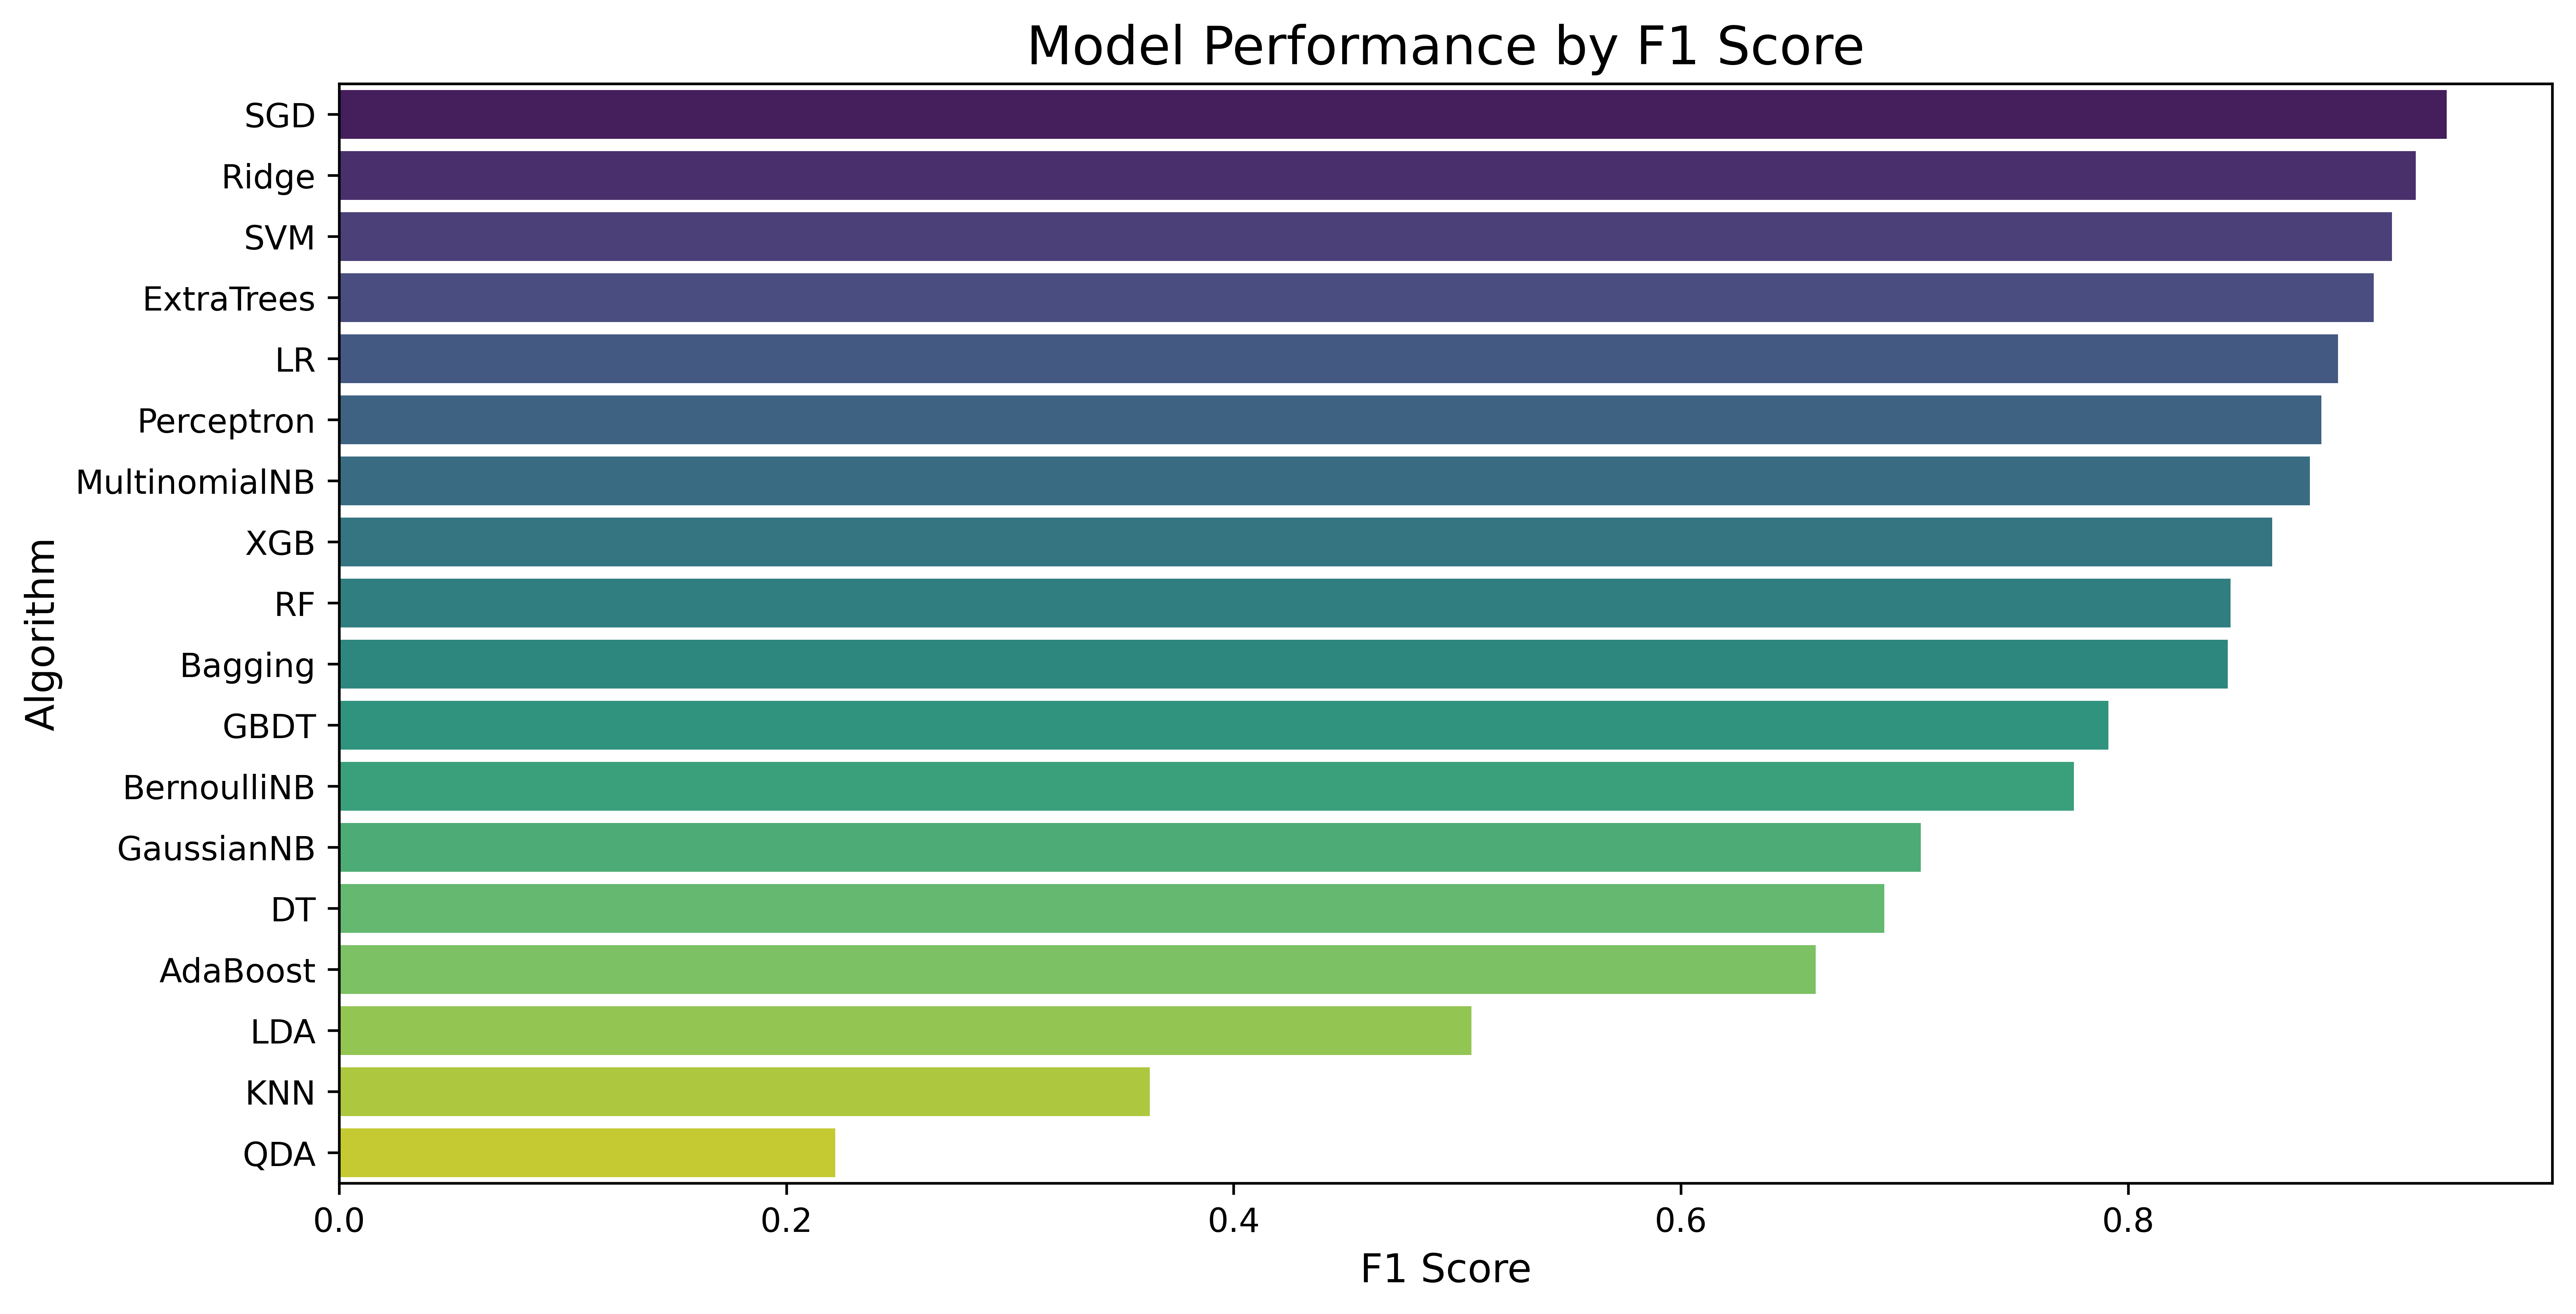 Model Performance by F1 Score
Algorithm
SGD
Ridge
SVM
ExtraTrees
LR
Perceptron
MultinomialNB
XGB
RF
Bagging
GBDT
BernoulliNB
GaussianNB
DT
AdaBoost
LDA
KNN
QDA
0.0 0.2 0.4 0.6 0.8
F1 Score